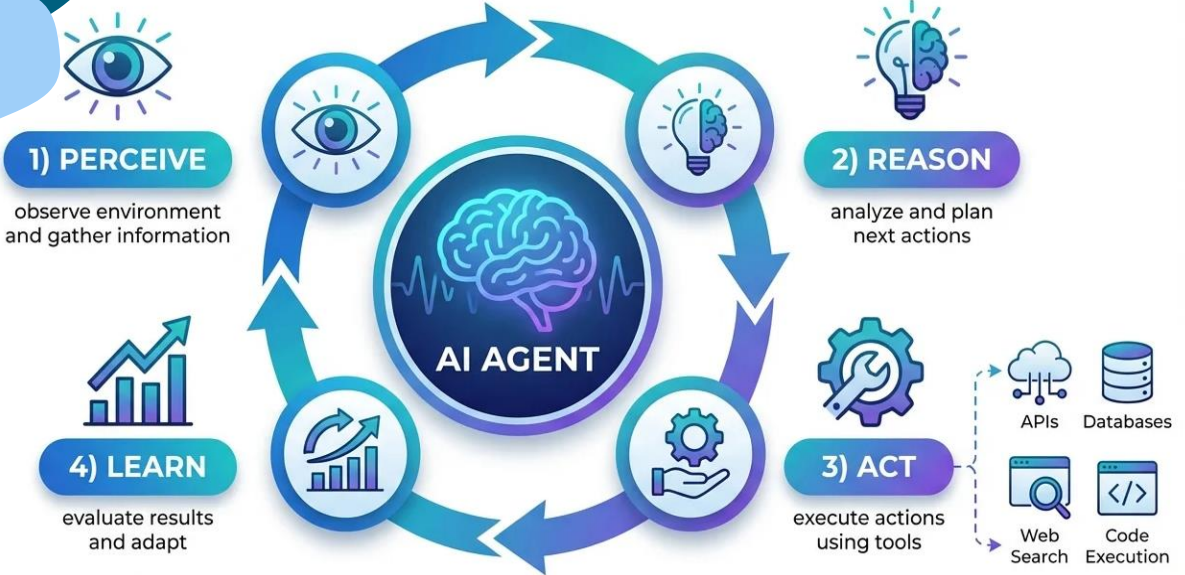 1) PERCEIVE
observe environment
and gather information
2) REASON
analyze and plan
next actions
AI AGENT
3) ACT
execute actions
using tools
APIs
Databases
Web
Search
</>
Code
Execution
4) LEARN
evaluate results
and adapt